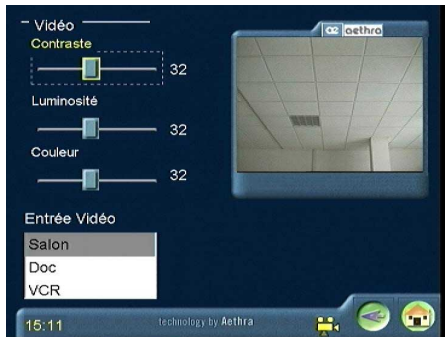 Vidéo
Contraste
32
Luminosité
32
Couleur
32
Entrée Vidéo
Salon
Doc
VCR
æ aethra
15:11
technology by Aethra